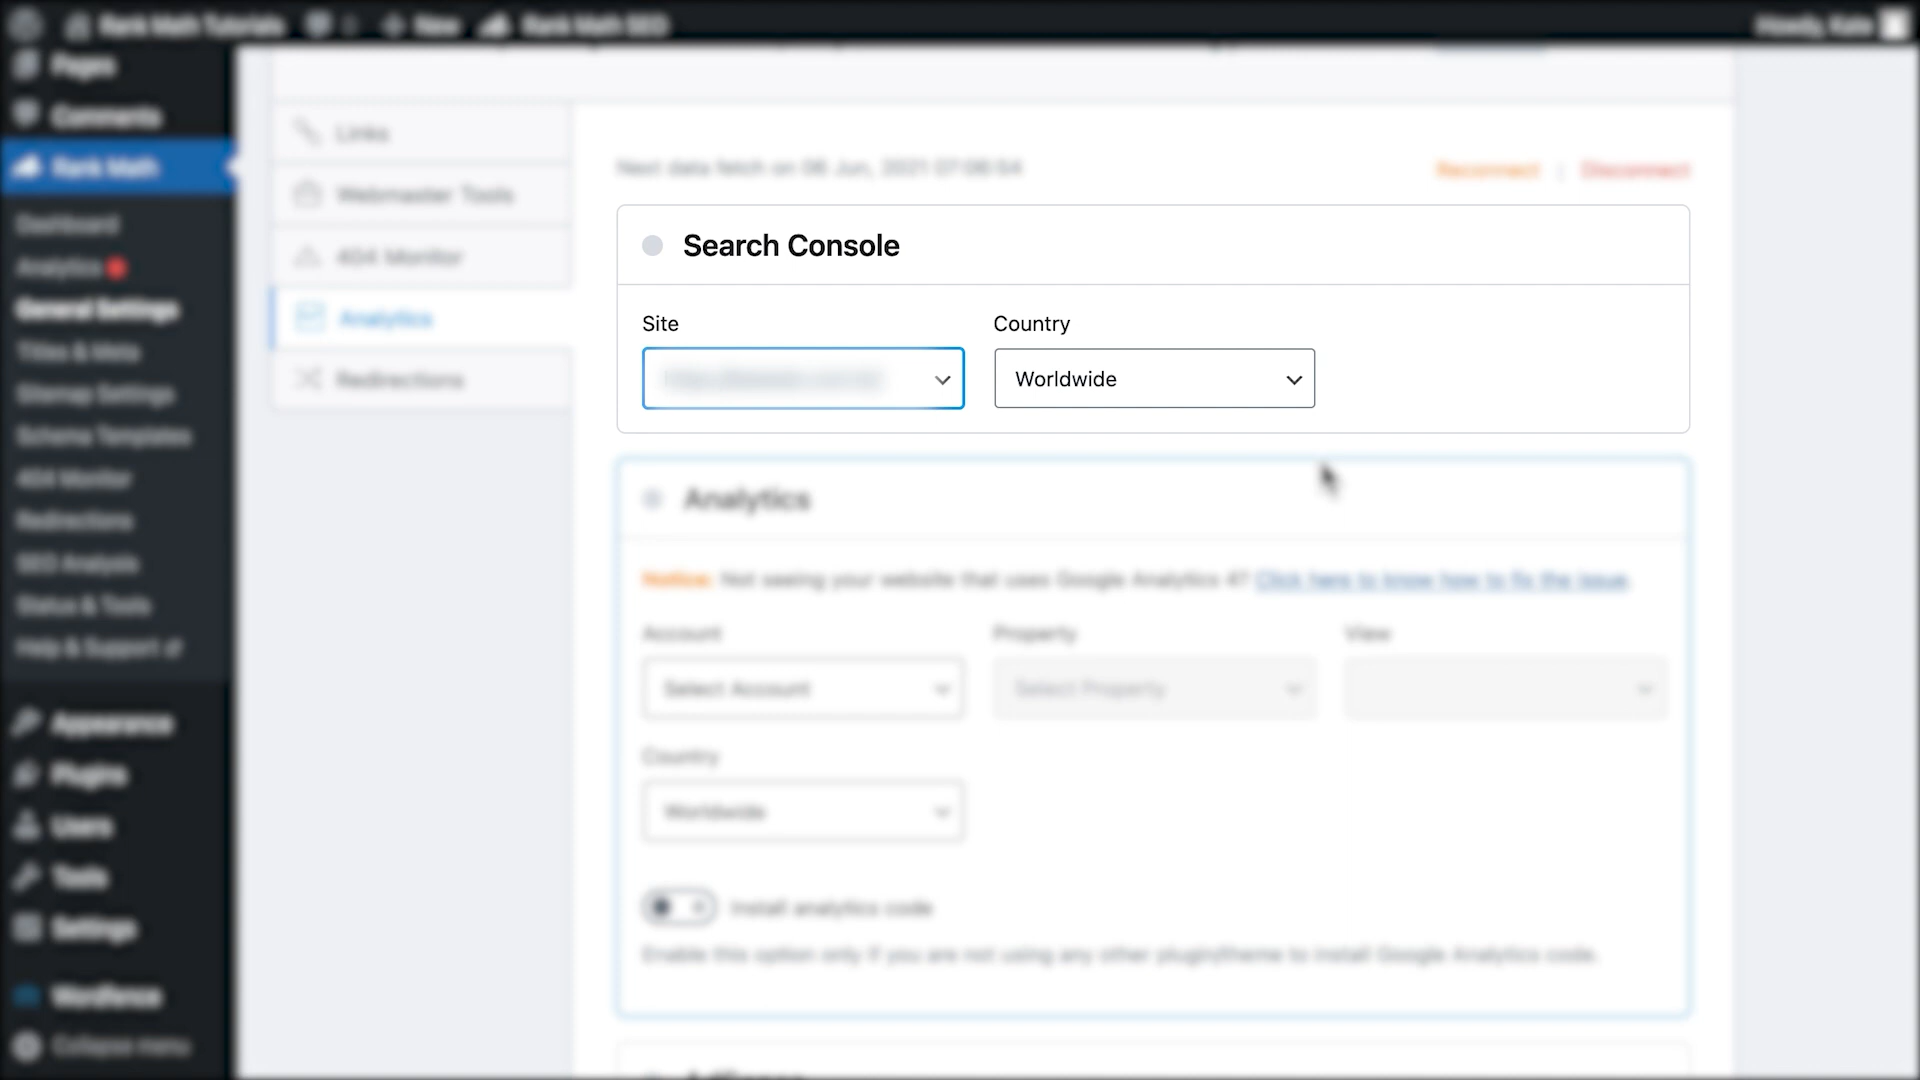 Rank Math Tutorials
New
Rank Math SEO
Howdy, Kate
Pages
Comments
Rank Math
Dashboard
Analytics
General Settings
Titles & Meta
Sitemap Settings
Schema Templates
404 Monitor
Redirections
SEO Analysis
Status & Tools
Help & Support
Appearance
Plugins
Users
Tools
Settings
Wordfence
Collapse menu
Links
Webmaster Tools
404 Monitor
Analytics
Redirections
Next data fetch on 06 Jun, 2021 07:06:54
Reconnect
Disconnect
Search Console
Site
Country
Worldwide
Analytics
Notice: Not seeing your website that uses Google Analytics 4? Click here to know how to fix the issue.
Account
Property
View
Select Account
Select Property
Country
Worldwide
Install analytics code
Enable this option only if you are not using any other plugin/theme to install Google Analytics code.